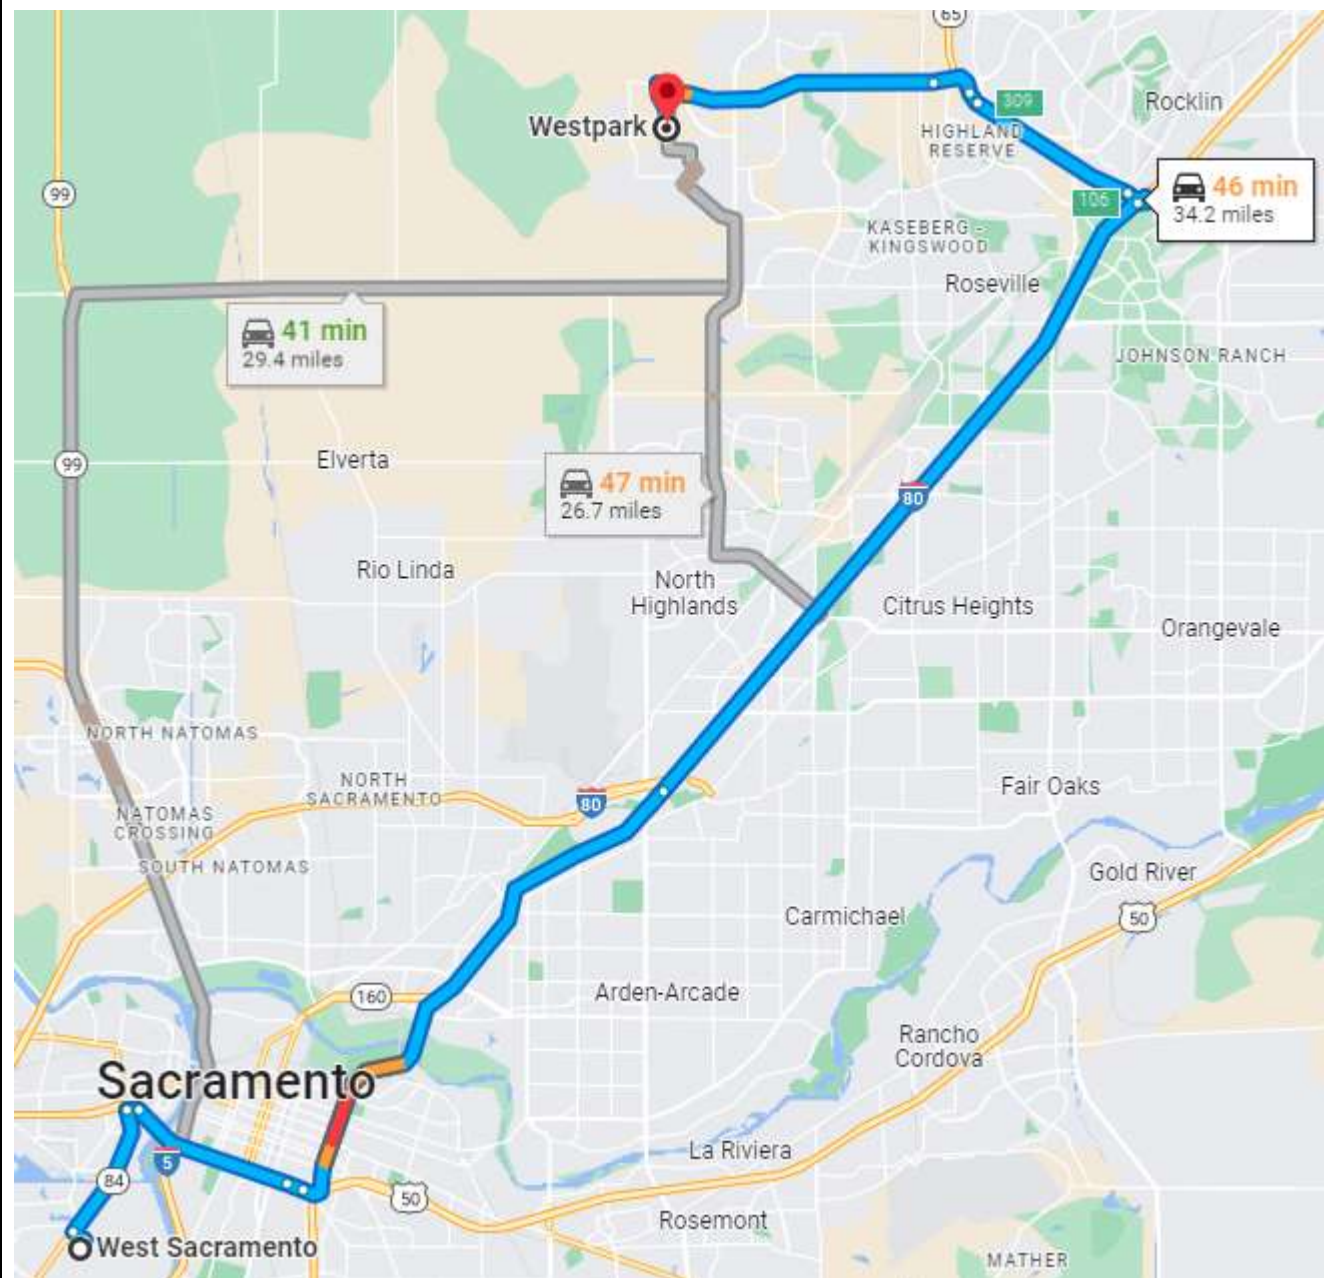 65
Rocklin
309
HIGHLAND
RESERVE
Westpark
46 min
34.2 miles
99
106
KASEBERG -
KINGSWOOD
Roseville
41 min
29.4 miles
JOHNSON RANCH
99
Elverta
47 min
26.7 miles
80
Rio Linda
North
Highlands
Citrus Heights
Orangevale
NORTH NATOMAS
NORTH
SACRAMENTO
80
Fair Oaks
NATOMAS
CROSSING
SOUTH NATOMAS
Gold River
Carmichael
50
160
Arden-Arcade
Rancho
Cordova
Sacramento
La Riviera
5
84
50
Rosemont
West Sacramento
MATHER